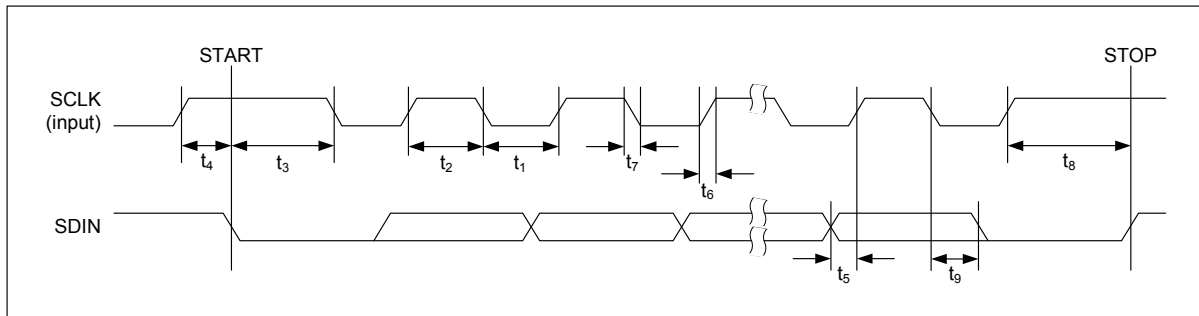 START
STOP
SCLK
(input)
t4
t3
t2
t1
t7
t6
t8
SDIN
t5
t9